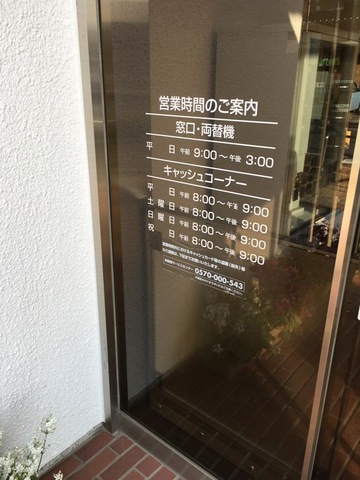 営業時間のご案内
窓口・両替機
平 日 午前 9:00～午後 3:00
キャッシュコーナー
平 日 午前 8:00～午後 9:00
土 曜 日 午前 8:00～午後 9:00
日 曜 日 午前 8:00～午後 9:00
祝 日 午前 8:00～午後 9:00
0570-000-543